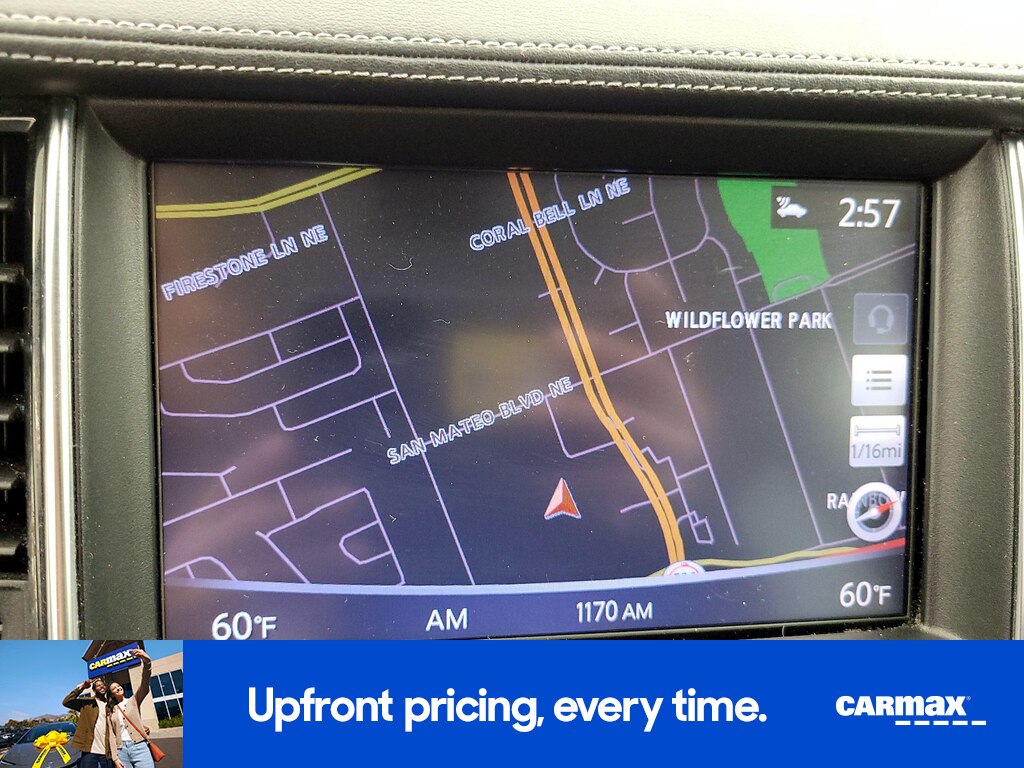 CORAL BELL LN NE
2:57
FIRESTONE LN NE
WILDFLOWER PARK
SAN MATEO BLVD NE
1/16mi
60°F
AM
1170 AM
60°F
CARMAX
Upfront pricing, every time.
CARMAX